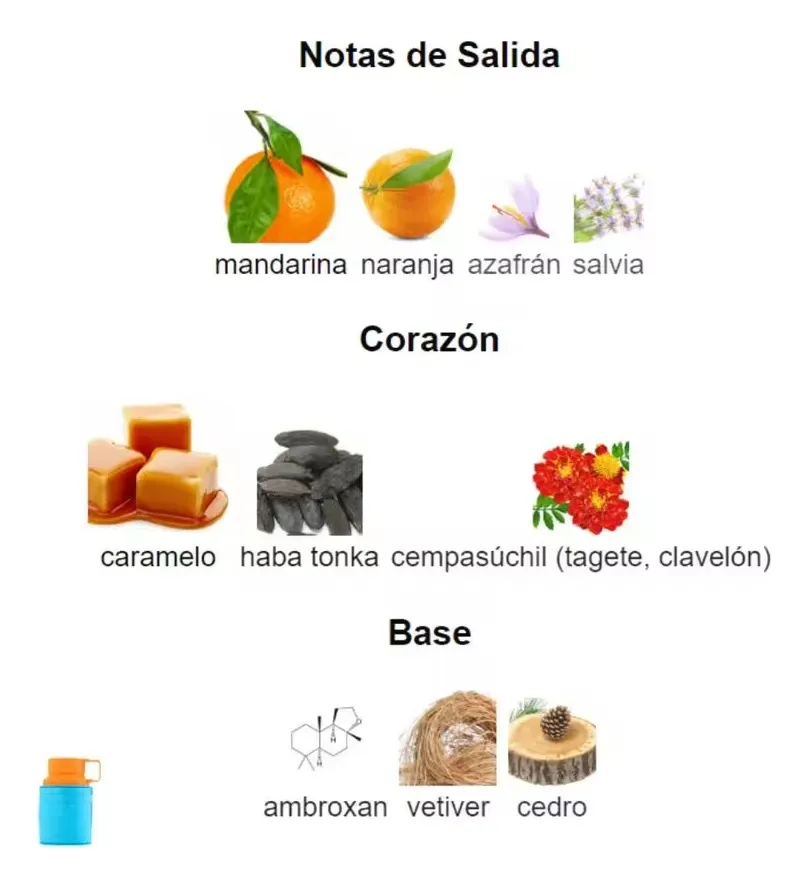 Notas de Salida
mandarina naranja azafrán salvia
Corazón
caramelo haba tonka cempasúchil (tagete, clavelón)
Base
H
O
H
ambroxan vetiver cedro